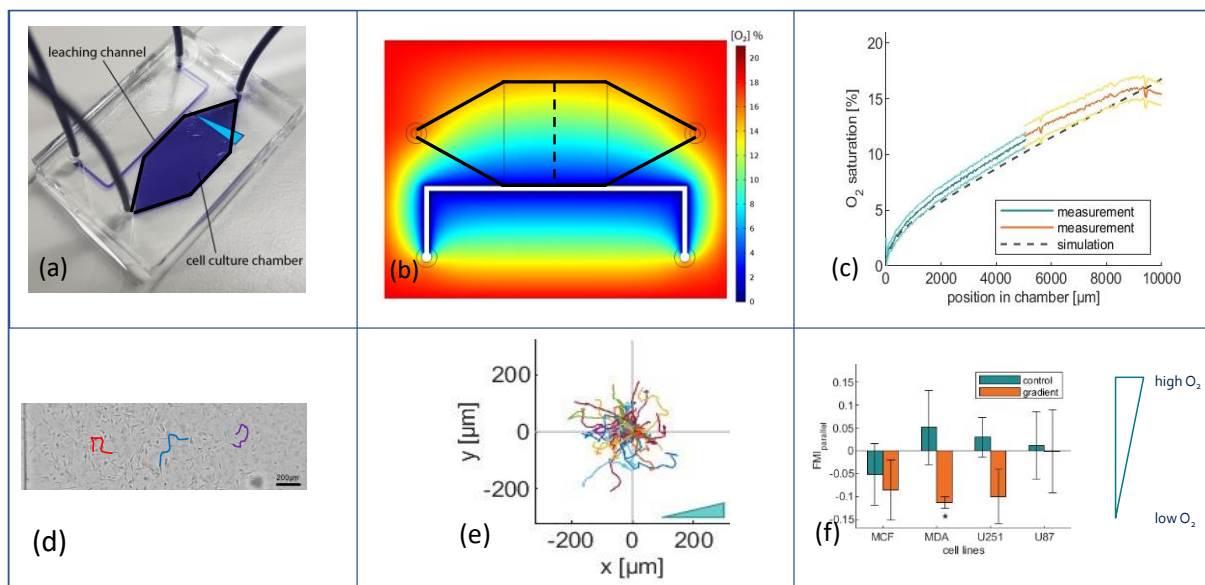 leaching channel
(a)
cell culture chamber
[O₂] %
20
18
16
14
12
10
8
6
4
2
0
(b)
20
15
10
5
0
O₂ saturation [%]
measurement
measurement
simulation
(c)
0 2000 4000 6000 8000 10000
position in chamber [µm]
200µm
(d)
200
0
-200
y [µm]
-200 0 200
(e)
x [µm]
0.15
0.1
0.05
0
-0.05
-0.1
-0.15
FMI parallel
control
gradient
*
(f)
MCF MDA U251 U87
cell lines
high O₂
low O₂